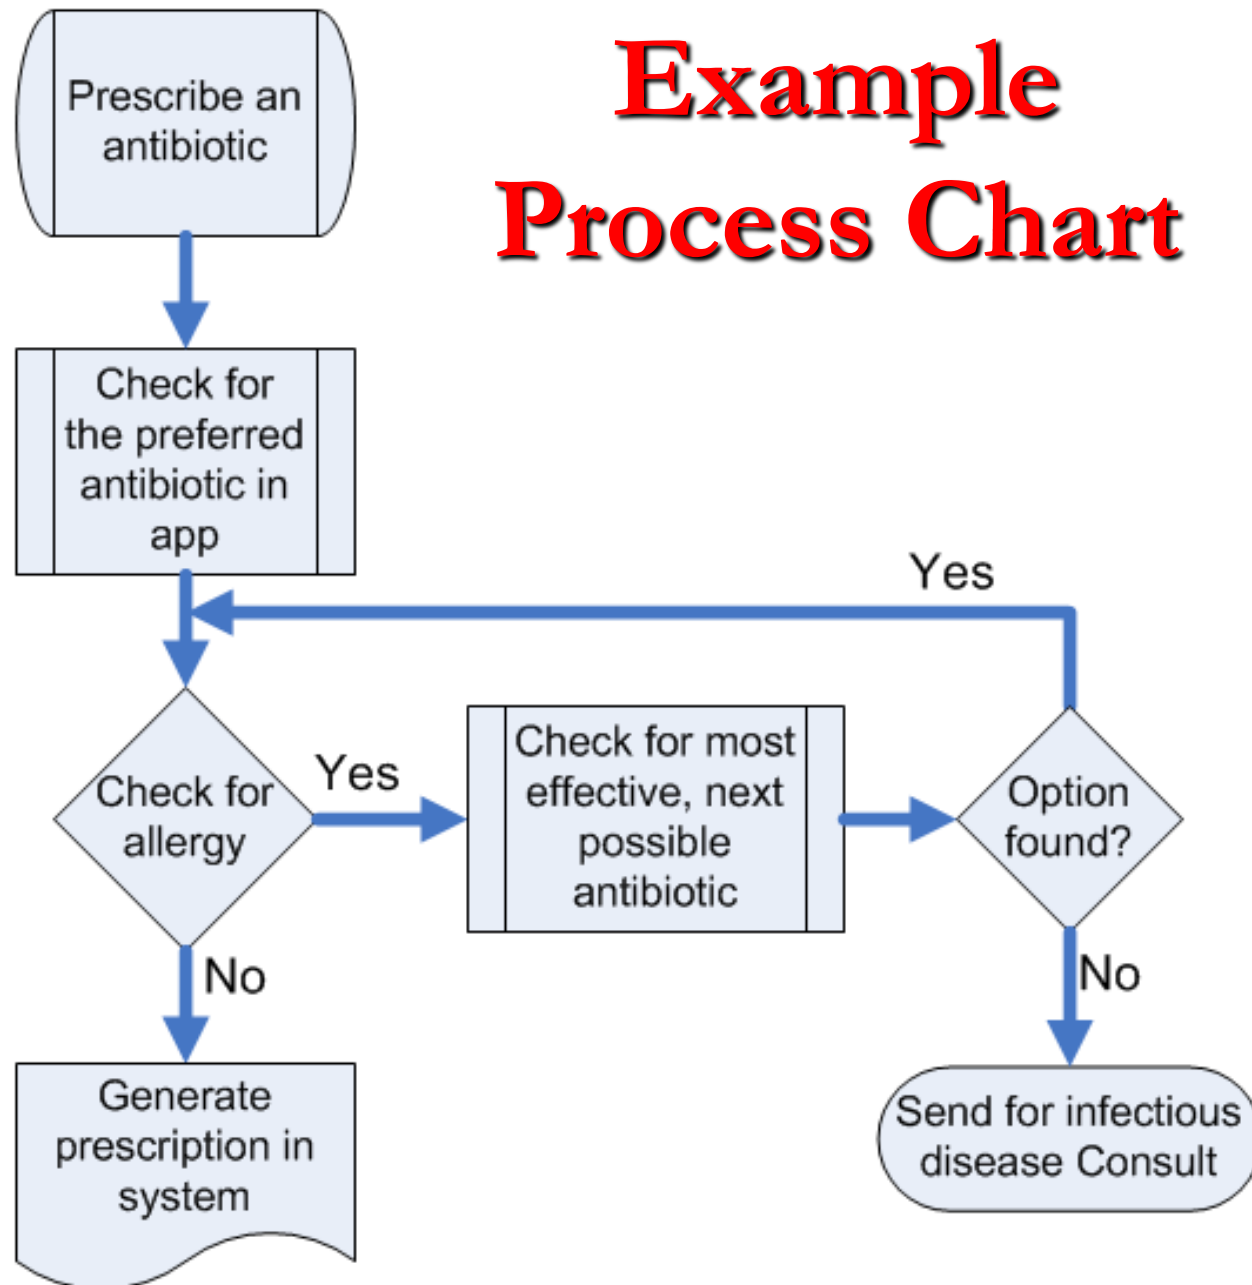 Example
Process Chart
Prescribe an
antibiotic
Check for
the preferred
antibiotic in
app
Yes
Check for
allergy
Yes
Check for most
effective, next
possible
antibiotic
Option
found?
No
No
Generate
prescription in
system
Send for infectious
disease Consult